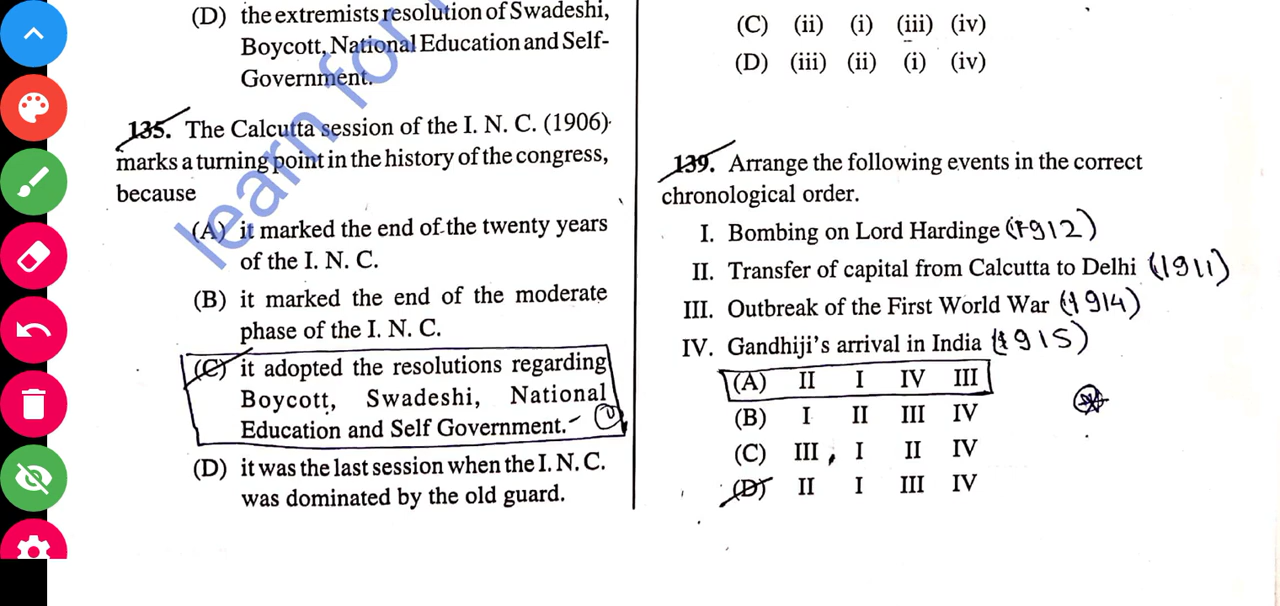 (D) the extremists resolution of Swadeshi,
Boycott, National Education and Self-
Government.
135. The Calcutta session of the I. N. C. (1906)
marks a turning point in the history of the congress,
because
(A) it marked the end of the twenty years
of the I. N. C.
(B) it marked the end of the moderate
phase of the I. N. C.
(C) it adopted the resolutions regarding
Boycott, Swadeshi, National
Education and Self Government.
(D) it was the last session when the I. N. C.
was dominated by the old guard.
learn for
(C) (ii) (i) (iii) (iv)
(D) (iii) (ii) (i) (iv)
139. Arrange the following events in the correct
chronological order.
I. Bombing on Lord Hardinge (1912)
II. Transfer of capital from Calcutta to Delhi (1911)
III. Outbreak of the First World War (1914)
IV. Gandhiji's arrival in India (1915)
(A) II I IV III
(B) I II III IV
(C) III, I II IV
(D) II I III IV